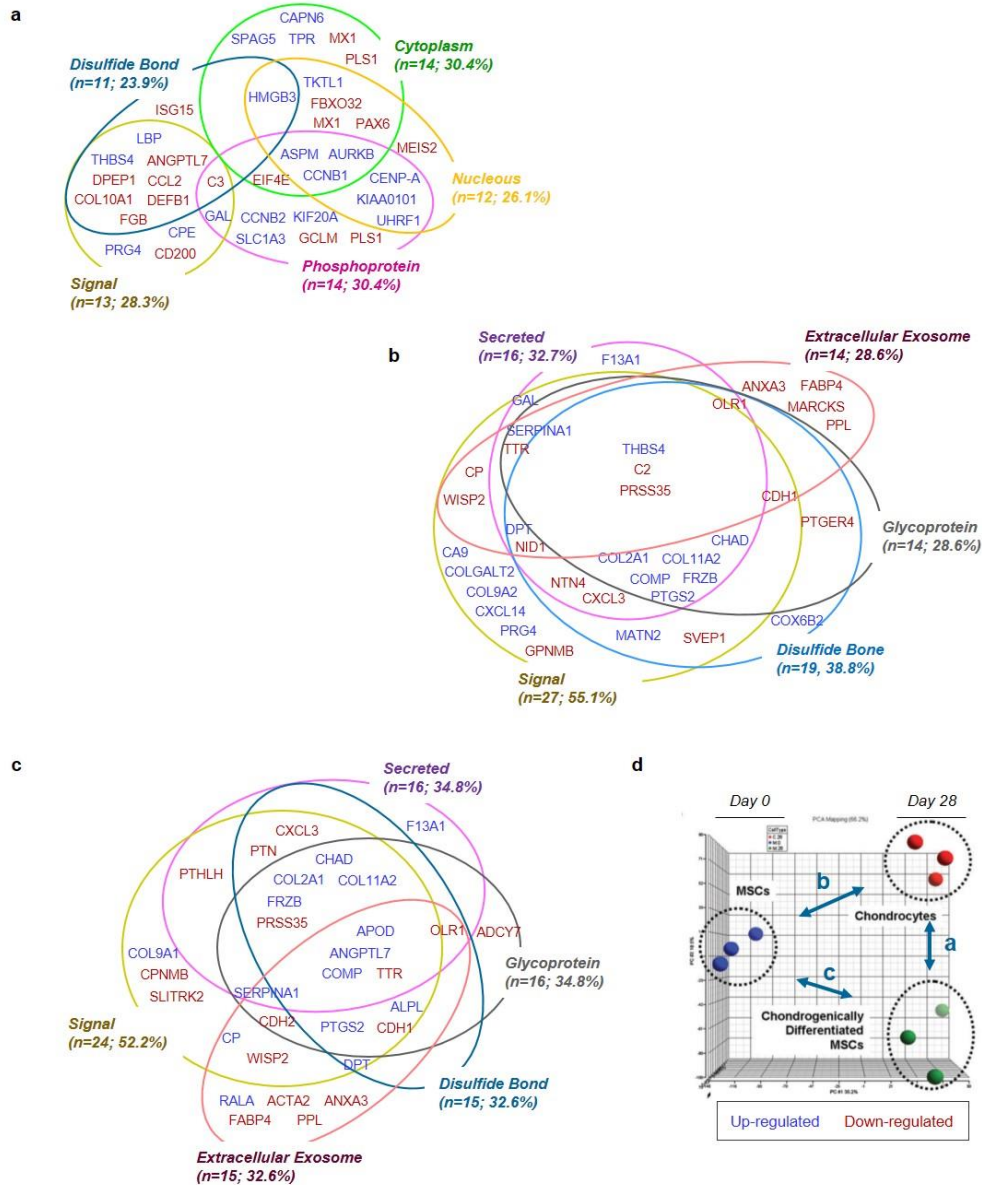 a
CAPN6
SPAG5 TPR MX1
PLS1
Cytoplasm
(n=14; 30.4%)
Disulfide Bond
(n=11; 23.9%)
TKTL1
HMGB3
FBXO32
MX1 PAX6
ISG15
LBP
MEIS2
THBS4 ANGPTL7
ASPM AURKB
DPEP1 CCL2 C3
EIF4E CCNB1 CENP-A
Nucleous
(n=12; 26.1%)
COL10A1 DEFB1
KIAA0101
FGB
GAL CCNB2 KIF20A UHRF1
CPE
SLC1A3 GCLM PLS1
PRG4 CD200
Phosphoprotein
(n=14; 30.4%)
Signal
(n=13; 28.3%)
b
Secreted
(n=16; 32.7%)
Extracellular Exosome
(n=14; 28.6%)
F13A1
ANXA3 FABP4
GAL OLR1 MARCKS
PPL
SERPINA1
TTR THBS4
CP C2
PRSS35
WISP2 CDH1
DPT PTGER4
NID1 CHAD
Glycoprotein
(n=14; 28.6%)
CA9 COL2A1 COL11A2
COLGALT2
NTN4 COMP FRZB
COL9A2 CXCL3 PTGS2
CXCL14
PRG4 MATN2 SVEP1 COX6B2
GPNMB
Disulfide Bone
(n=19, 38.8%)
Signal
(n=27; 55.1%)
c
Secreted
(n=16; 34.8%)
CXCL3 F13A1
PTN
CHAD
PTHLH
COL2A1 COL11A2
FRZB
PRSS35
APOD OLR1 ADCY7
COL9A1 ANGPTL7
CPNMB COMP TTR
SLITRK2
SERPINA1
Glycoprotein
(n=16; 34.8%)
ALPL
CDH2 PTGS2 CDH1
Signal
(n=24; 52.2%)
CP
WISP2 DPT
Disulfide Bond
(n=15; 32.6%)
RALA ACTA2 ANXA3
FABP4 PPL
Extracellular Exosome
(n=15; 32.6%)
d
Day 0 Day 28
PCA Mapping (66.2%)
MSCs
b
Chondrocytes
a
c
Chondrogenically
Differentiated
MSCs
Up-regulated Down-regulated